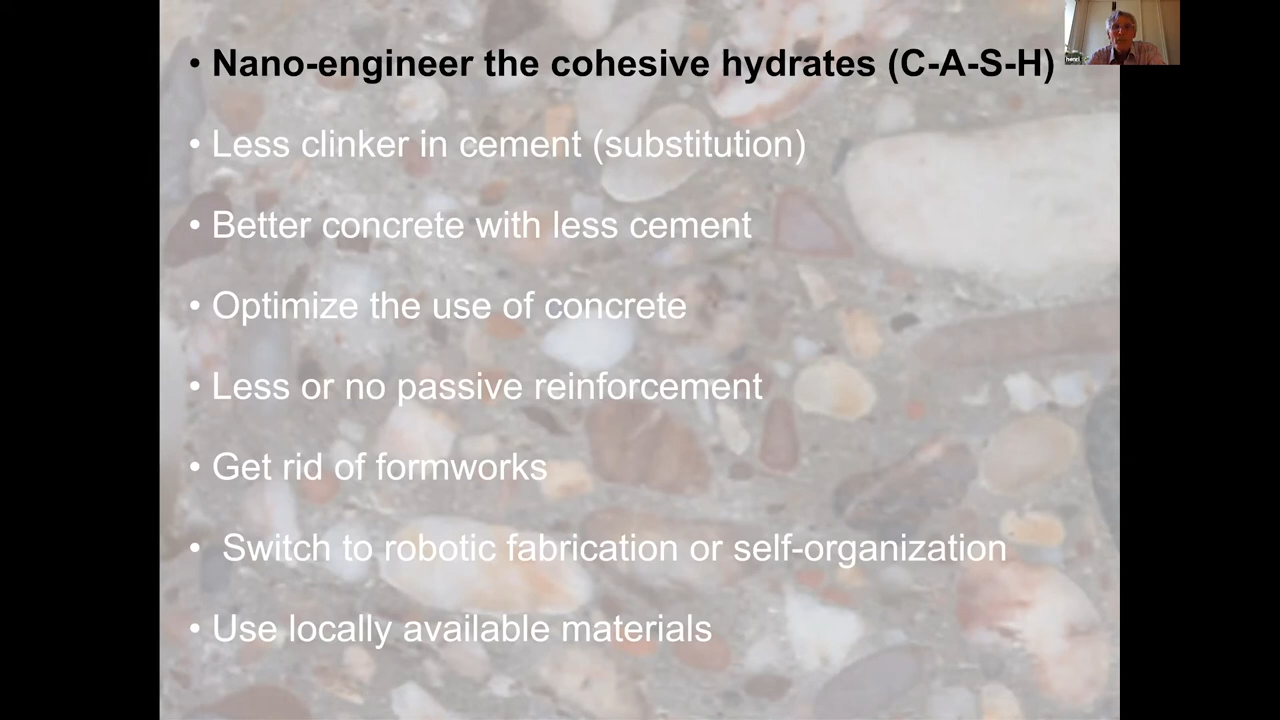 • Nano-engineer the cohesive hydrates (C-A-S-H)
• Less clinker in cement (substitution)
• Better concrete with less cement
• Optimize the use of concrete
• Less or no passive reinforcement
• Get rid of formworks
• Switch to robotic fabrication or self-organization
• Use locally available materials
henri